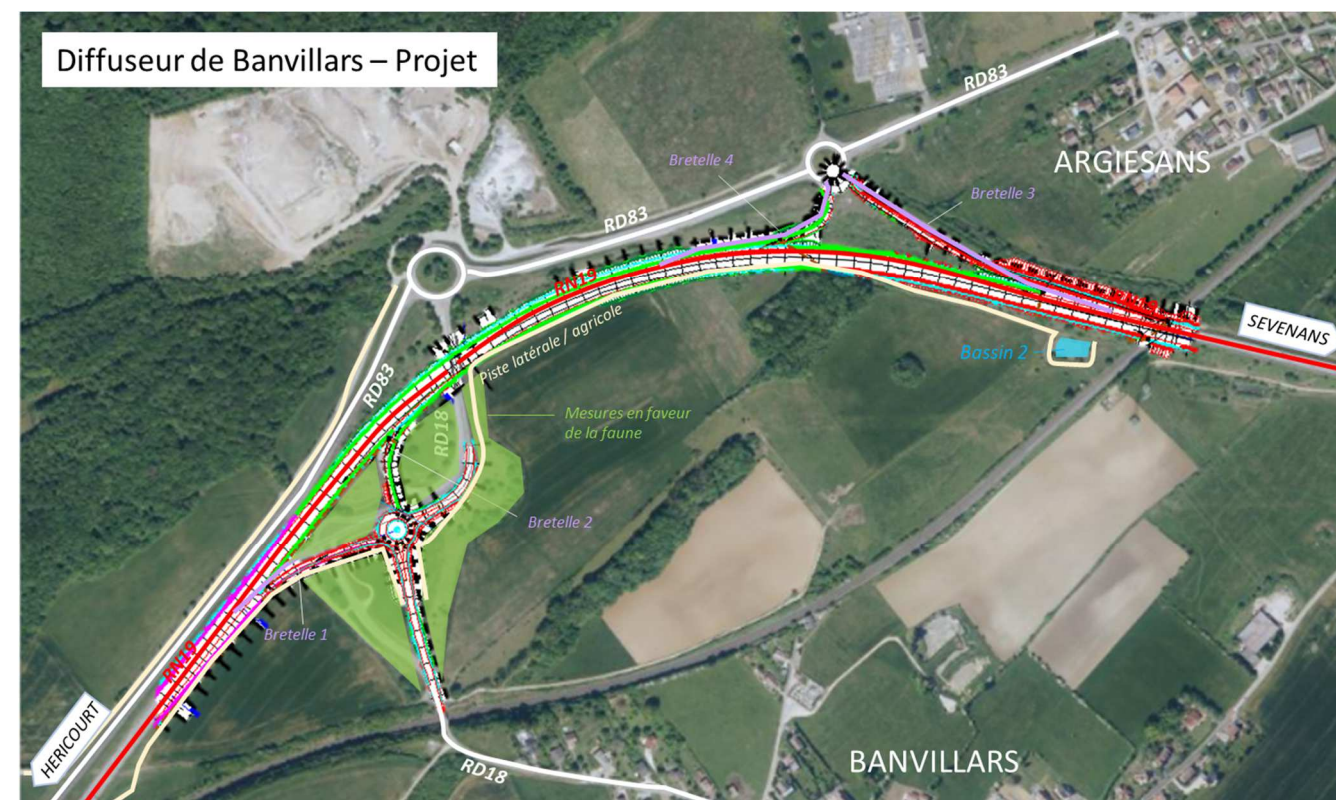 Diffuseur de Banvillars – Projet
RD83
Bretelle 4
ARGIESANS
Bretelle 3
RD83
RN19
SEVENANS
Piste latérale / agricole
Bassin 2
RD83
Mesures en faveur
de la faune
RD18
Bretelle 2
Bretelle 1
RN19
HERICOURT
BANVILLARS
RD18